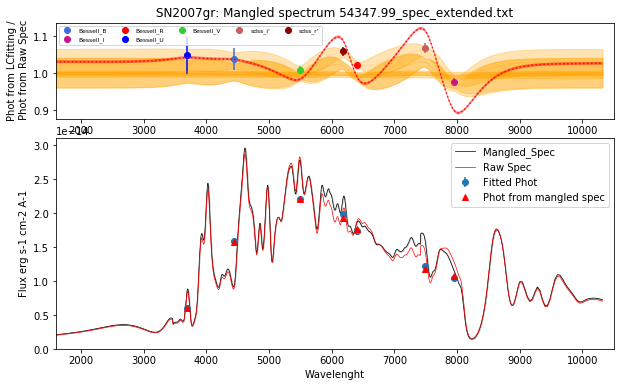 SN2007gr: Mangled spectrum 54347.99_spec_extended.txt
Phot from LCfitting /
Phot from Raw Spec
1.1
1.0
0.9
Bessell_B
Bessell_R
Bessell_V
sdss_i'
sdss_r'
Bessell_I
Bessell_U
2000 3000 4000 5000 6000 7000 8000 9000 10000
1e−14
Flux erg s-1 cm-2 A-1
3.0
2.5
2.0
1.5
1.0
0.5
0.0
Mangled_Spec
Raw Spec
Fitted Phot
Phot from mangled spec
2000 3000 4000 5000 6000 7000 8000 9000 10000
Wavelenght